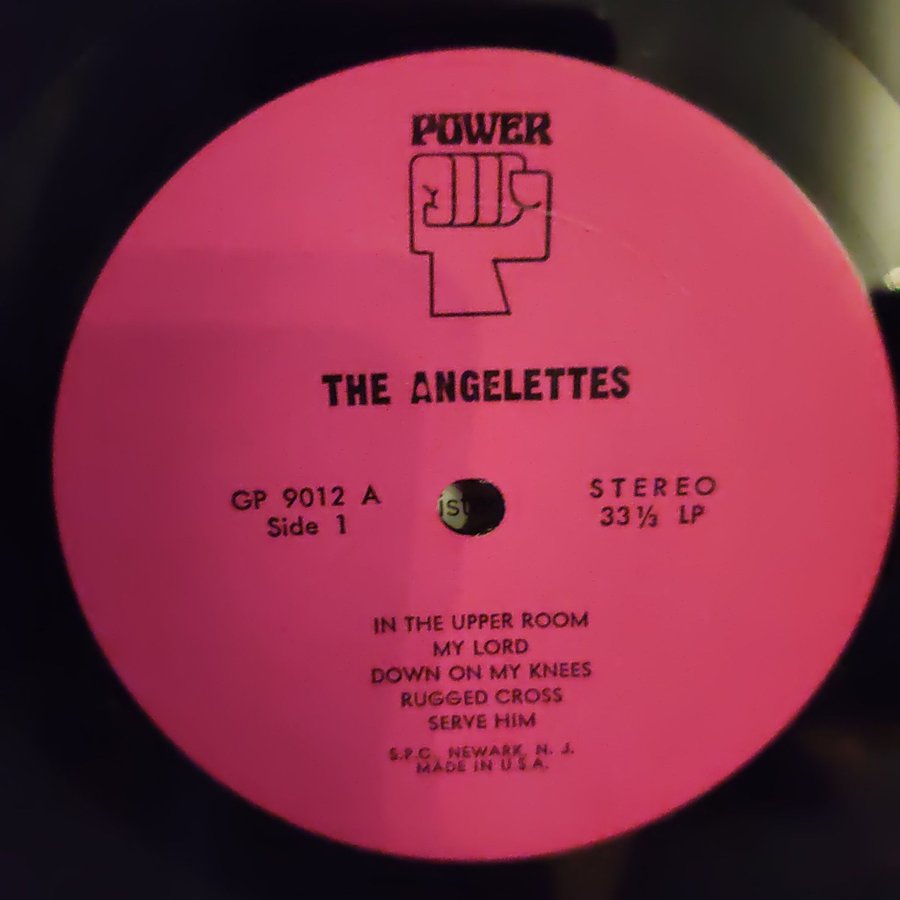 POWER
THE ANGELETTES
GP 9012 A
Side 1
STEREO
33⅓ LP
IN THE UPPER ROOM
MY LORD
DOWN ON MY KNEES
RUGGED CROSS
SERVE HIM
S.P.C. NEWARK, N. J.
MADE IN U.S.A.